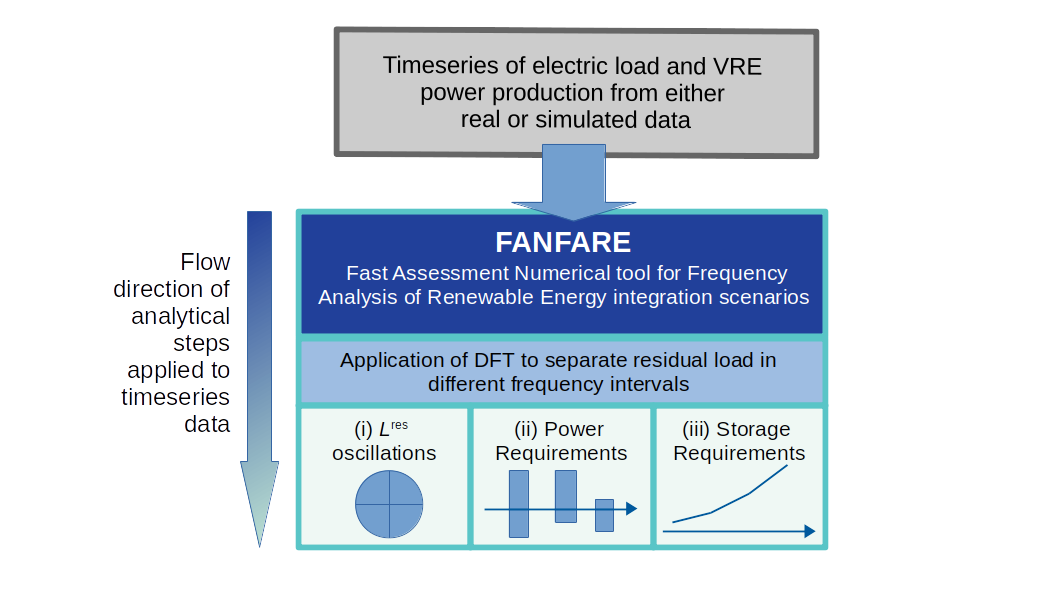 Timeseries of electric load and VRE
power production from either
real or simulated data
FANFARE
Fast Assessment Numerical tool for Frequency
Analysis of Renewable Energy integration scenarios
Flow
direction of
analytical
steps
applied to
timeseries
data
Application of DFT to separate residual load in
different frequency intervals
(i) Lres
oscillations
(ii) Power
Requirements
(iii) Storage
Requirements